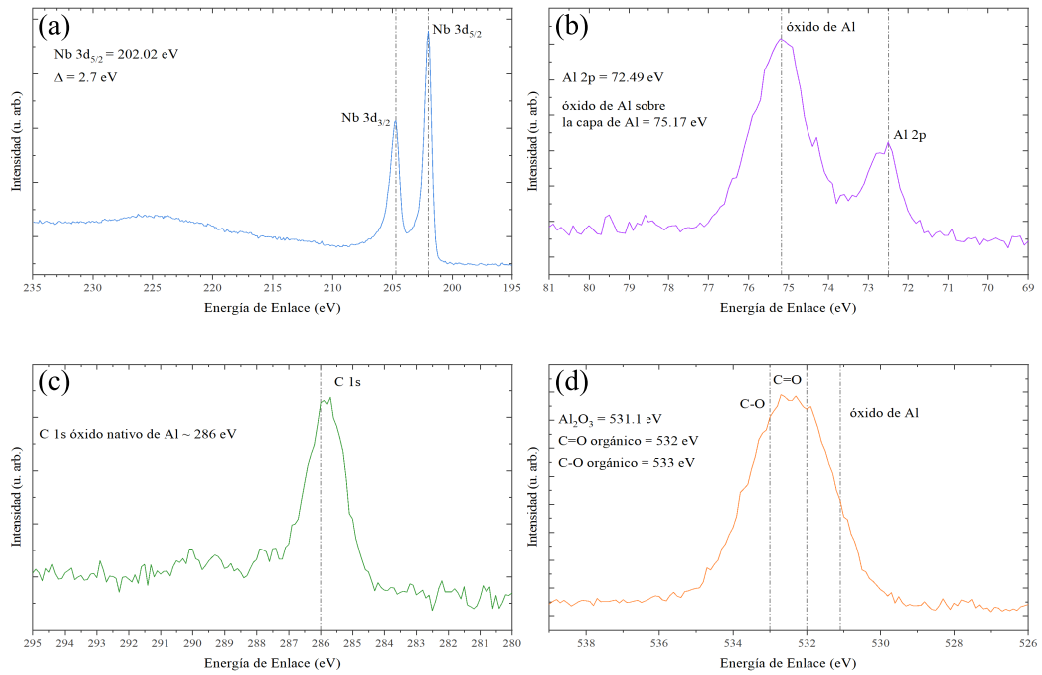 (a)
Nb 3d5/2
Nb 3d5/2 = 202.02 eV
Δ = 2.7 eV
Nb 3d3/2
Intensidad (u. arb.)
235 230 225 220 215 210 205 200 195
Energía de Enlace (eV)
(b)
óxido de Al
Al 2p = 72.49 eV
óxido de Al sobre
la capa de Al = 75.17 eV
Al 2p
Intensidad (u. arb.)
81 80 79 78 77 76 75 74 73 72 71 70 69
Energía de Enlace (eV)
(c)
C 1s
C 1s óxido nativo de Al ~ 286 eV
Intensidad (u. arb.)
295 294 293 292 291 290 289 288 287 286 285 284 283 282 281 280
Energía de Enlace (eV)
(d)
C=O
C-O
óxido de Al
Al2O3 = 531.1 eV
C=O orgánico = 532 eV
C-O orgánico = 533 eV
Intensidad (u. arb.)
538 536 534 532 530 528 526
Energía de Enlace (eV)